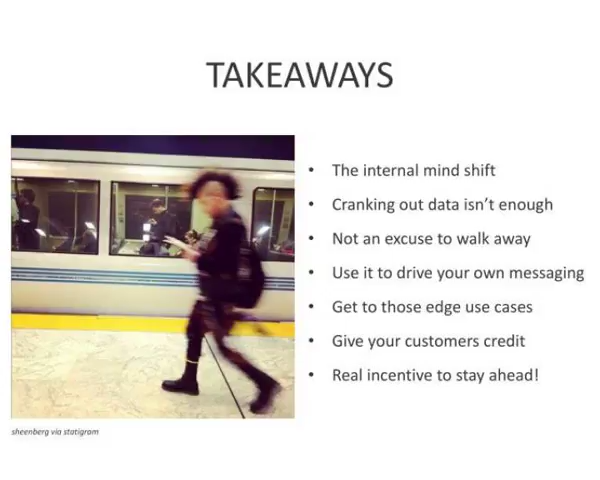 TAKEAWAYS
• The internal mind shift
• Cranking out data isn’t enough
• Not an excuse to walk away
• Use it to drive your own messaging
• Get to those edge use cases
• Give your customers credit
• Real incentive to stay ahead!
sheenberg via statigram